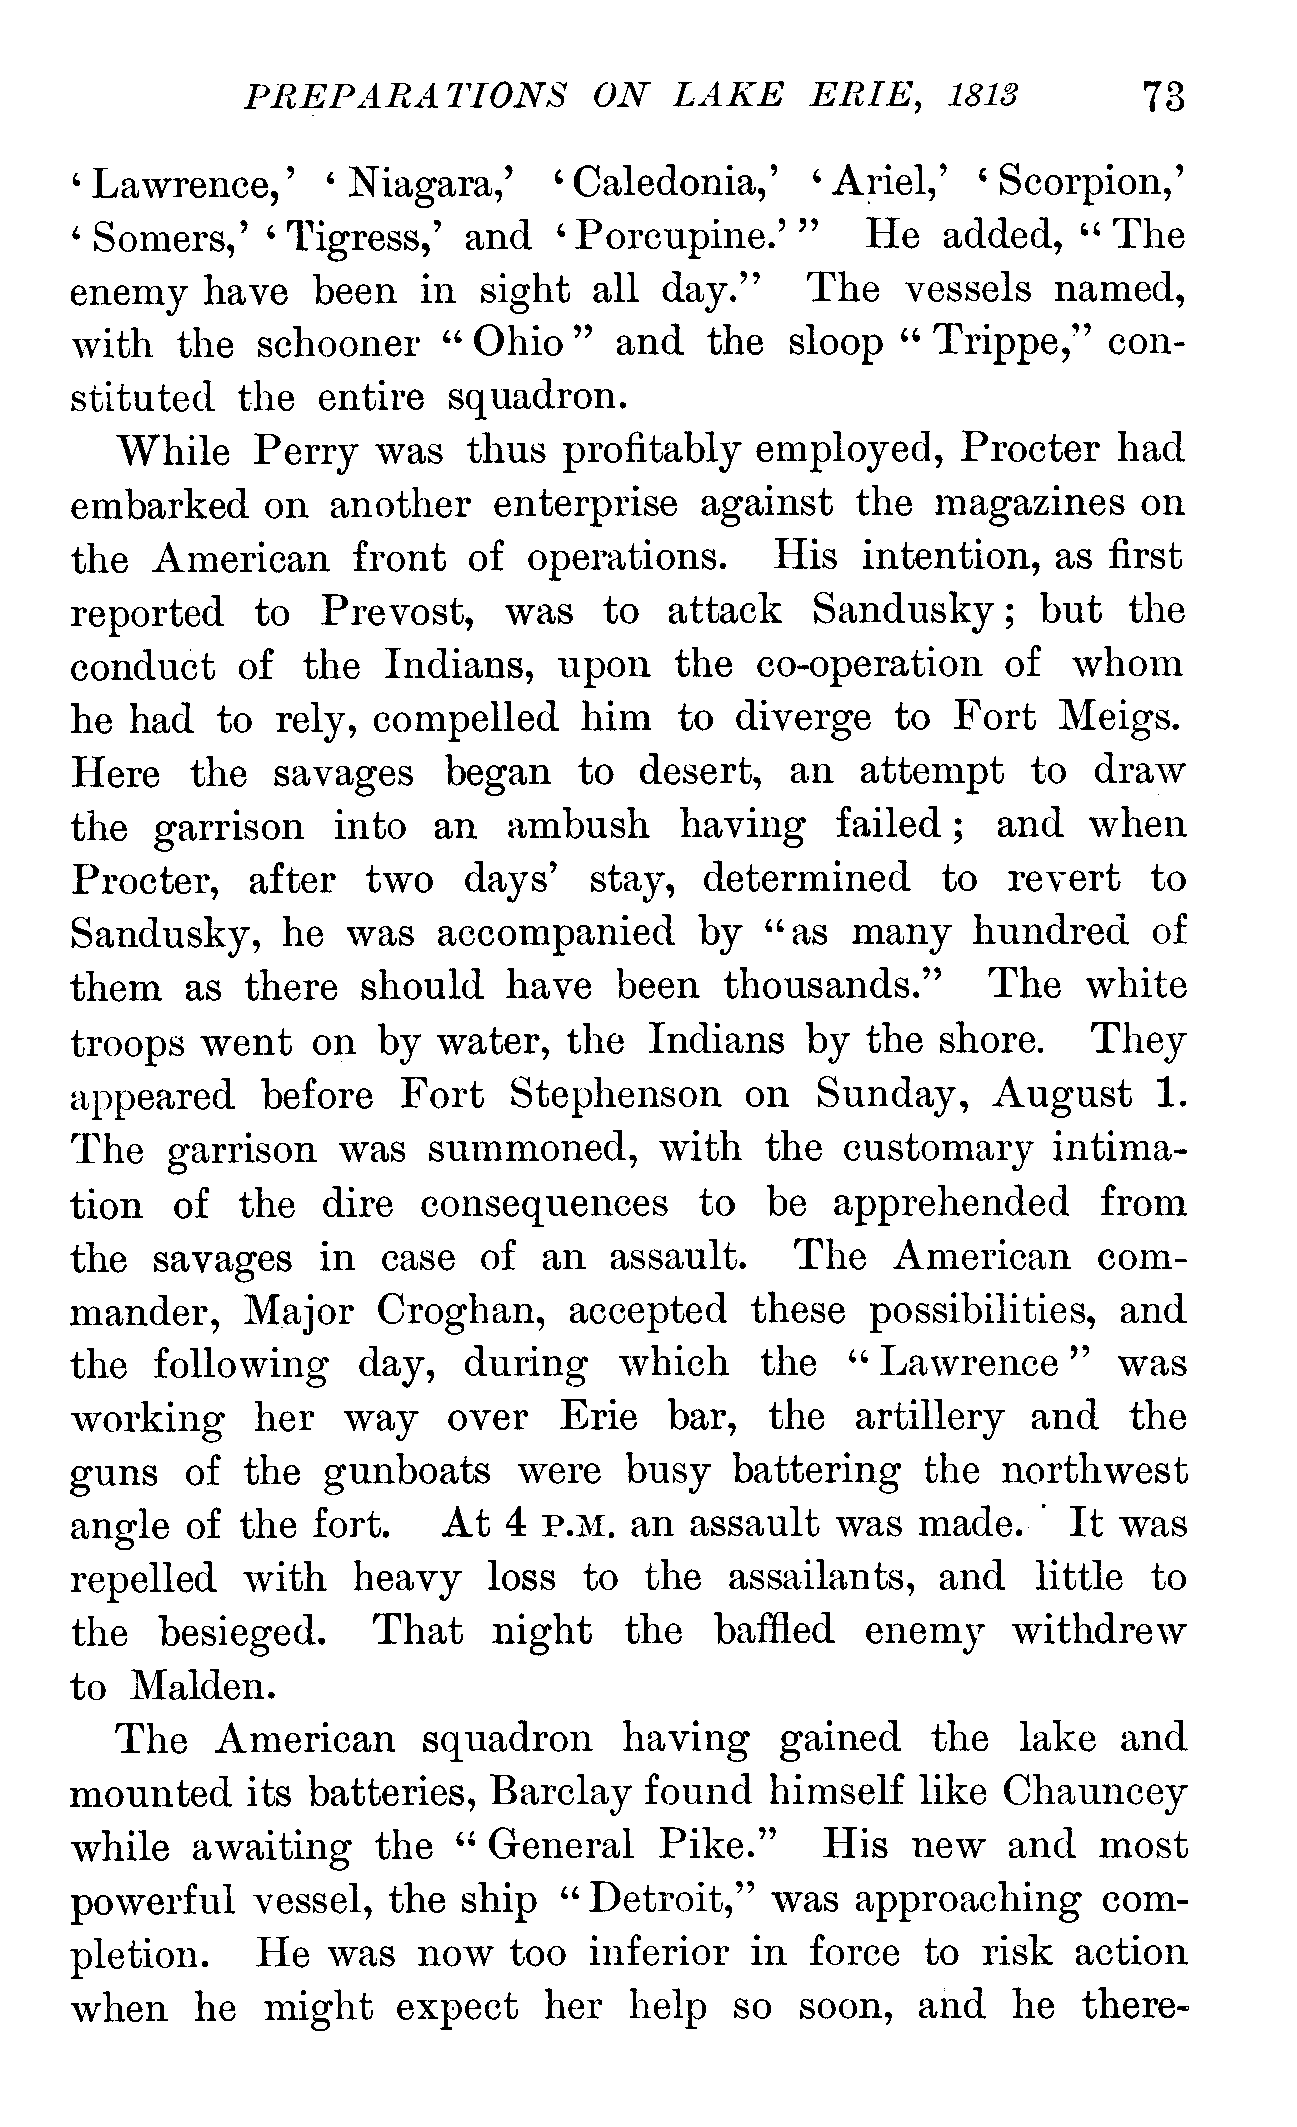 PREPARATIONS ON LAKE ERIE, 1813 73
‘Lawrence,’ ‘Niagara,’ ‘Caledonia,’ ‘Ariel,’ ‘Scorpion,’
‘Somers,’ ‘Tigress,’ and ‘Porcupine.’” He added, “The
enemy have been in sight all day.” The vessels named,
with the schooner “Ohio” and the sloop “Trippe,” con-
stituted the entire squadron.
While Perry was thus profitably employed, Procter had
embarked on another enterprise against the magazines on
the American front of operations. His intention, as first
reported to Prevost, was to attack Sandusky; but the
conduct of the Indians, upon the co-operation of whom
he had to rely, compelled him to diverge to Fort Meigs.
Here the savages began to desert, an attempt to draw
the garrison into an ambush having failed; and when
Procter, after two days’ stay, determined to revert to
Sandusky, he was accompanied by “as many hundred of
them as there should have been thousands.” The white
troops went on by water, the Indians by the shore. They
appeared before Fort Stephenson on Sunday, August 1.
The garrison was summoned, with the customary intima-
tion of the dire consequences to be apprehended from
the savages in case of an assault. The American com-
mander, Major Croghan, accepted these possibilities, and
the following day, during which the “Lawrence” was
working her way over Erie bar, the artillery and the
guns of the gunboats were busy battering the northwest
angle of the fort. At 4 P.M. an assault was made. It was
repelled with heavy loss to the assailants, and little to
the besieged. That night the baffled enemy withdrew
to Malden.
The American squadron having gained the lake and
mounted its batteries, Barclay found himself like Chauncey
while awaiting the “General Pike.” His new and most
powerful vessel, the ship “Detroit,” was approaching com-
pletion. He was now too inferior in force to risk action
when he might expect her help so soon, and he there-